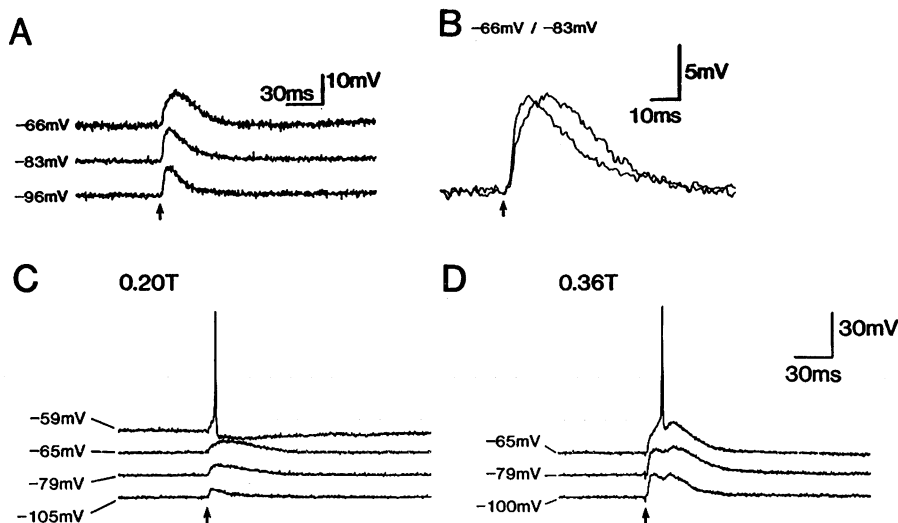 A
10mV
30ms
-66mV
-83mV
-96mV
B -66mV / -83mV
5mV
10ms
C 0.20T
-59mV
-65mV
-79mV
-105mV
D 0.36T
30mV
30ms
-65mV
-79mV
-100mV